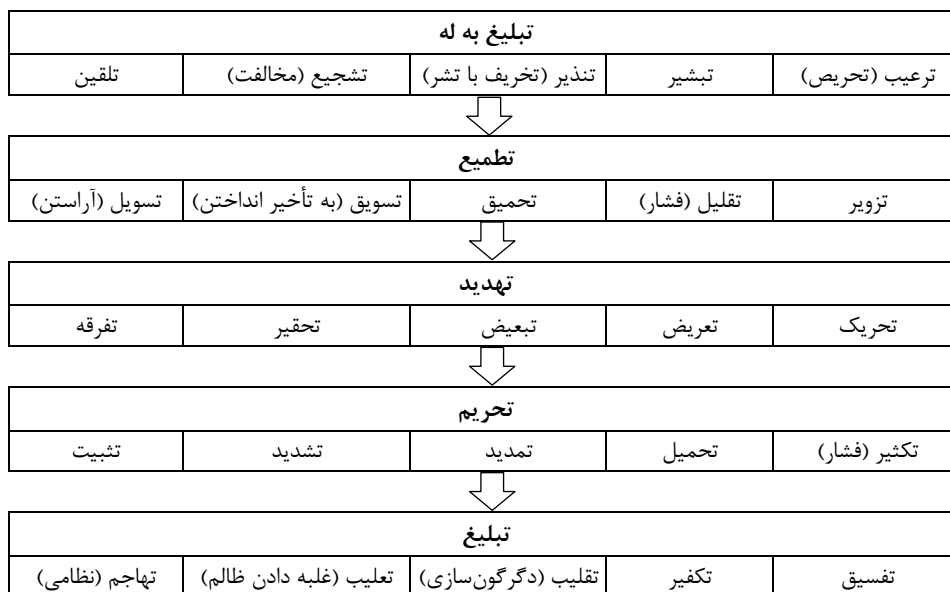 تبلیغ به له
ترعیب (تحریص) تبشیر تنذیر (تخریف با تشر) تشجیع (مخالفت) تلقین
تطمیع
تزویر تقلیل (فشار) تحمیق تسویق (به تأخیر انداختن) تسویل (آراستن)
تهدید
تحریک تعریض تبعیض تحقیر تفرقه
تحریم
تکثیر (فشار) تحمیل تمدید تشدید تثبیت
تبلیغ
تفسیق تکفیر تقلیب (دگرگون‌سازی) تعلیب (غلبه دادن ظالم) تهاجم (نظامی)